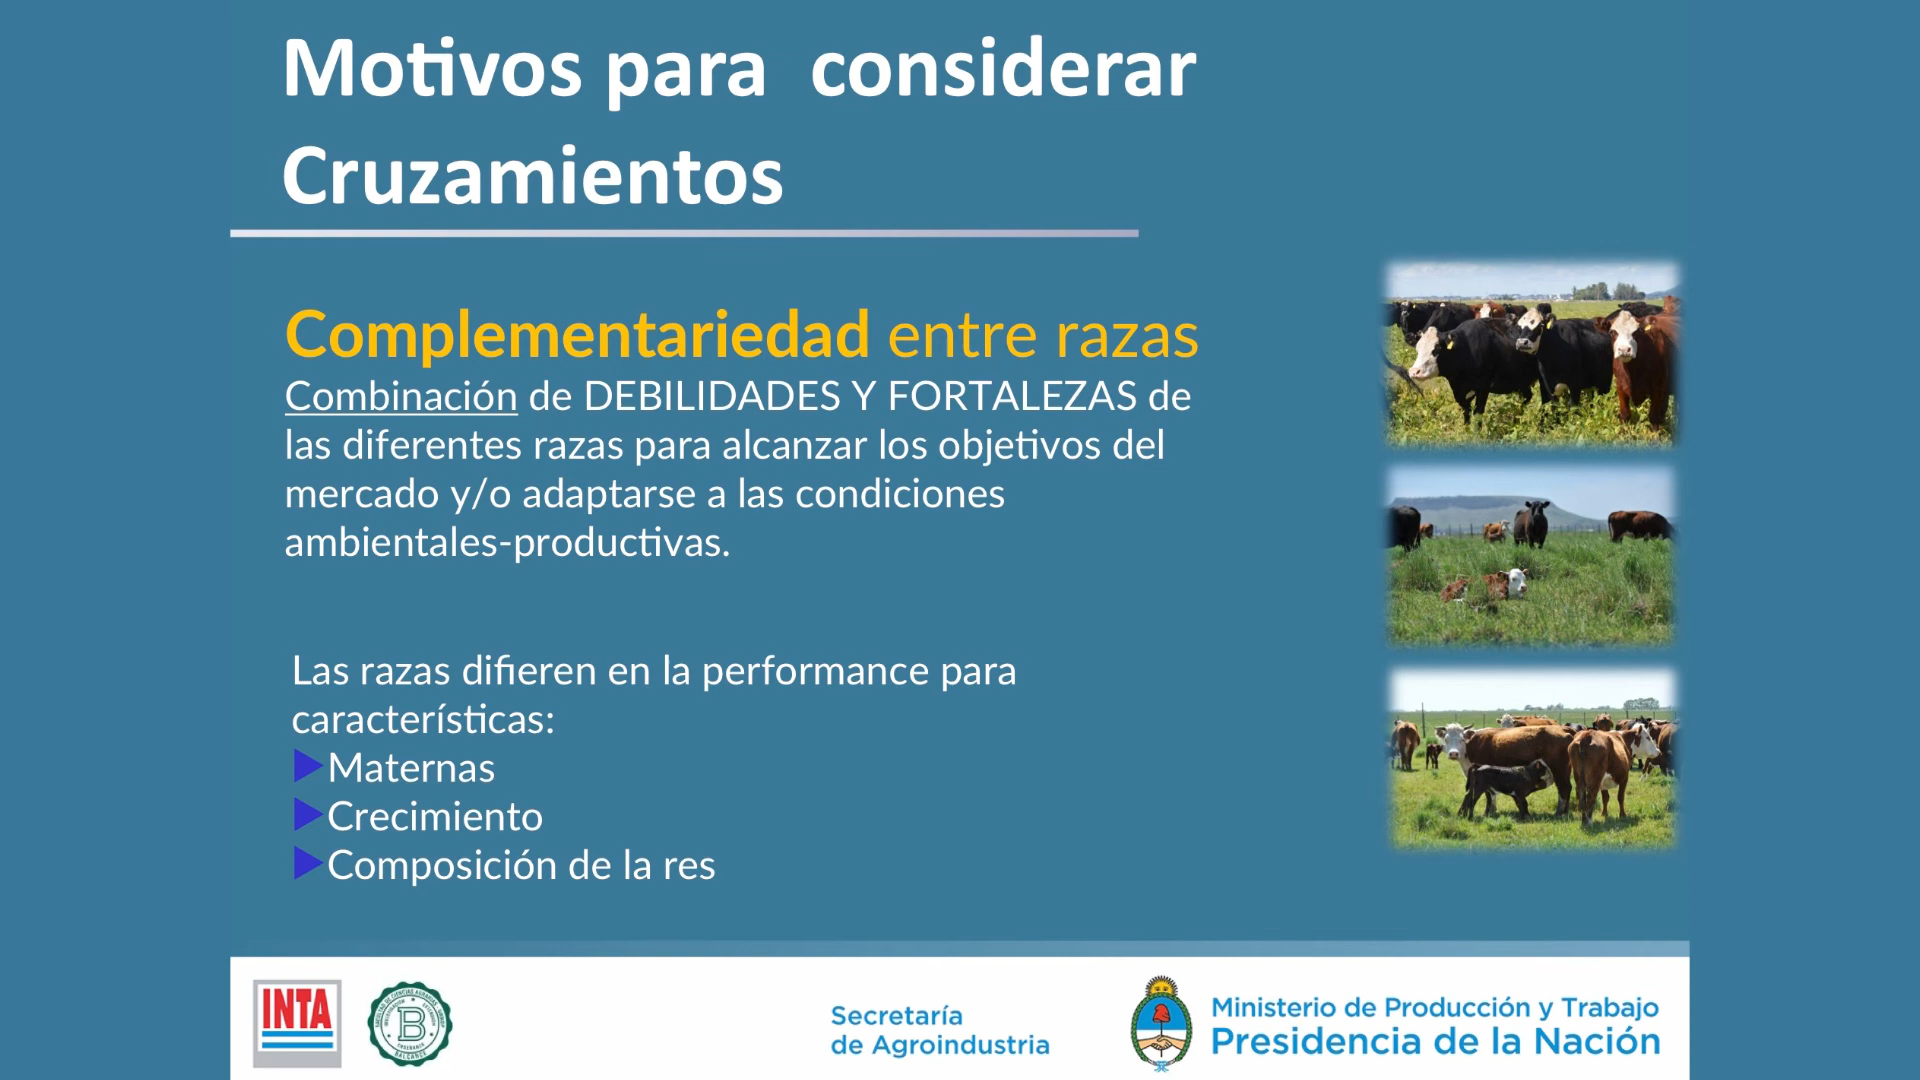 Motivos para considerar
Cruzamientos
Complementariedad entre razas
Combinación de DEBILIDADES Y FORTALEZAS de
las diferentes razas para alcanzar los objetivos del
mercado y/o adaptarse a las condiciones
ambientales-productivas.
Las razas difieren en la performance para
características:
Maternas
Crecimiento
Composición de la res
INTA
B
BALCARCE
Secretaría
de Agroindustria
Ministerio de Producción y Trabajo
Presidencia de la Nación